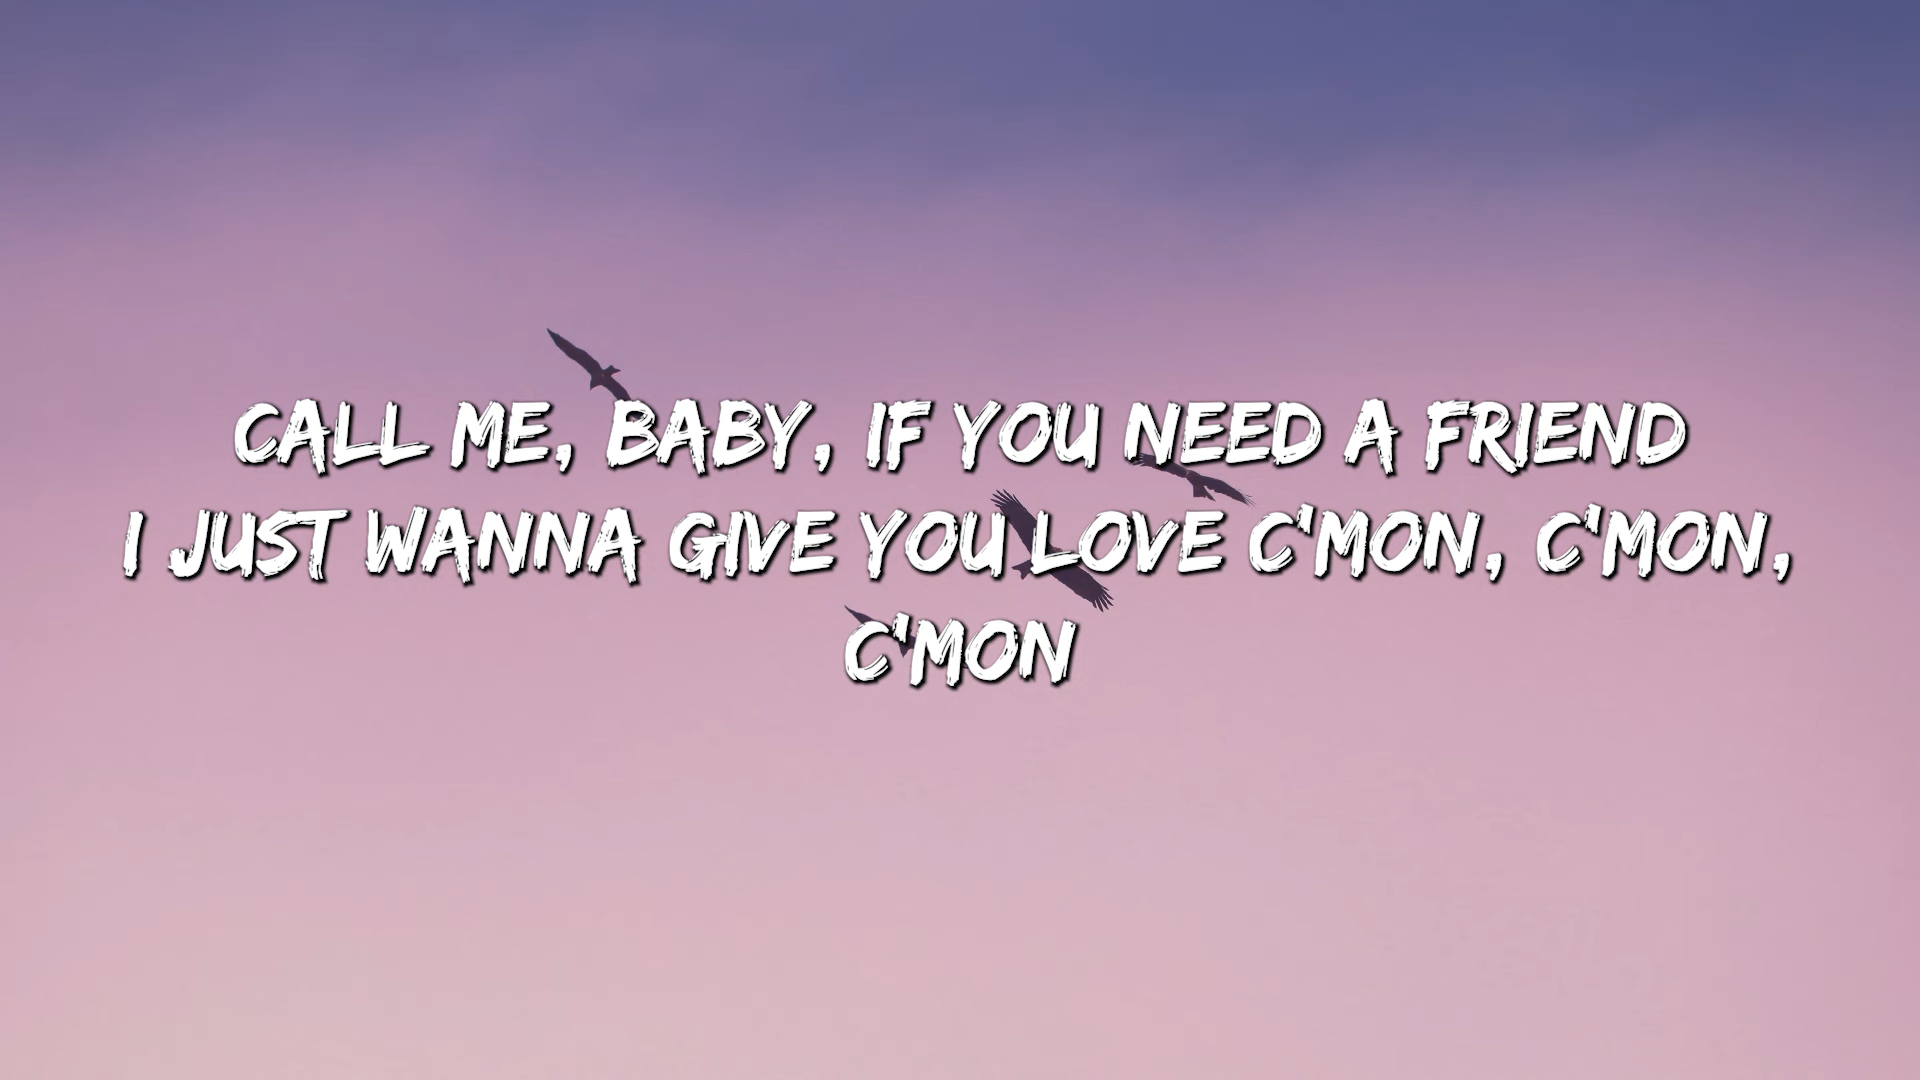 CALL ME, BABY, IF YOU NEED A FRIEND
I JUST WANNA GIVE YOU LOVE C'MON, C'MON,
C'MON